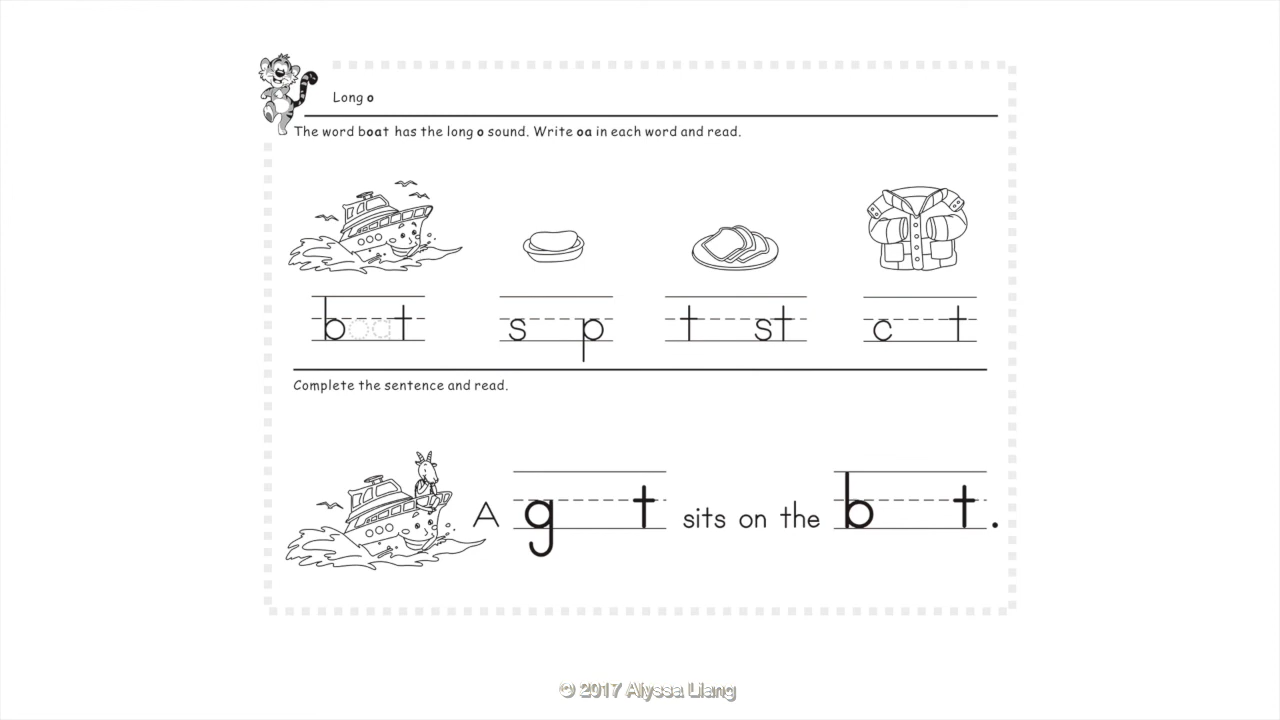 Long o
The word boat has the long o sound. Write oa in each word and read.
boat s p t st c t
Complete the sentence and read.
A g t sits on the b t.
© 2017 Alyssa Liang